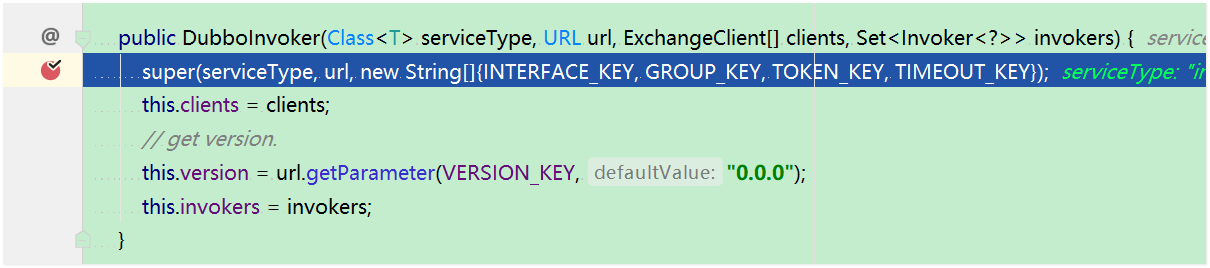 @ public DubboInvoker(Class<T> serviceType, URL url, ExchangeClient[] clients, Set<Invoker<?>> invokers) {
super(serviceType, url, new String[]{INTERFACE_KEY, GROUP_KEY, TOKEN_KEY, TIMEOUT_KEY}); serviceType: "in
this.clients = clients;
// get version.
this.version = url.getParameter(VERSION_KEY, defaultValue: "0.0.0");
this.invokers = invokers;
}